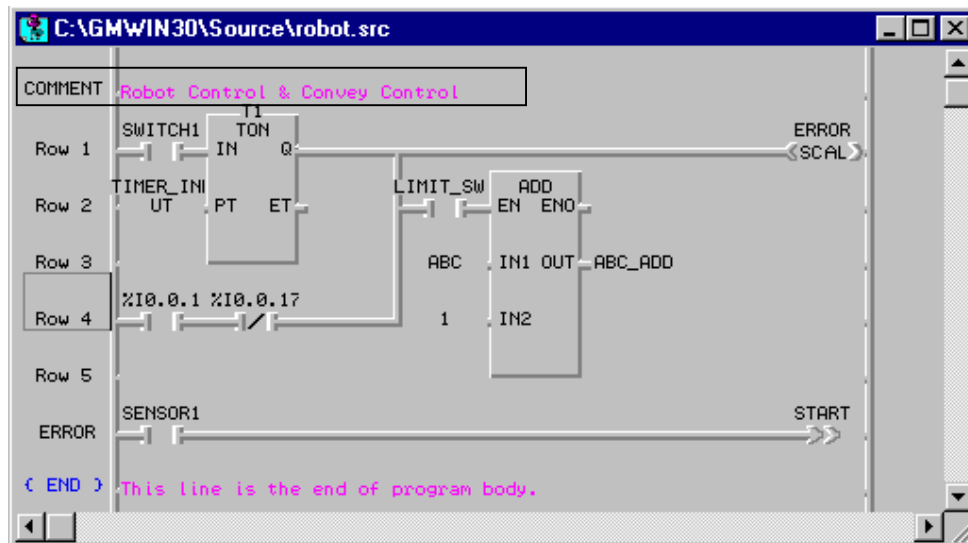 C:\GMWIN30\Source\robot.src
COMMENT Robot Control & Convey Control
T1
SWITCH1 TON ERROR
Row 1 IN Q SCAL
TIMER_INP LIMIT_SW ADD
Row 2 UT PT ET EN ENO
Row 3 ABC IN1 OUT ABC_ADD
%I0.0.1 %I0.0.17
Row 4 1 IN2
Row 5
SENSOR1 START
ERROR
{ END } This line is the end of program body.